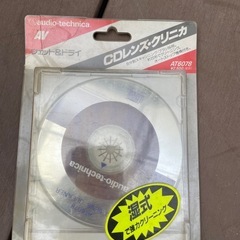 audio-technica
AV
ウェット&ドライ
CDレンズ・クリニカ
AT6078
audio-technica
湿式
で強力クリーニング